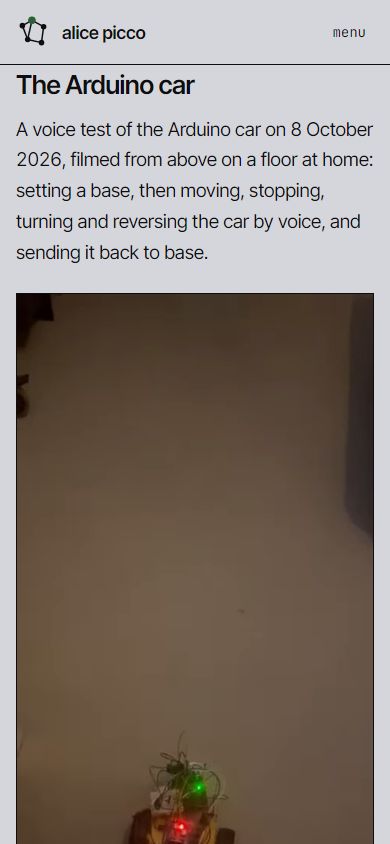 alice picco
menu
The Arduino car
A voice test of the Arduino car on 8 October
2026, filmed from above on a floor at home:
setting a base, then moving, stopping,
turning and reversing the car by voice, and
sending it back to base.